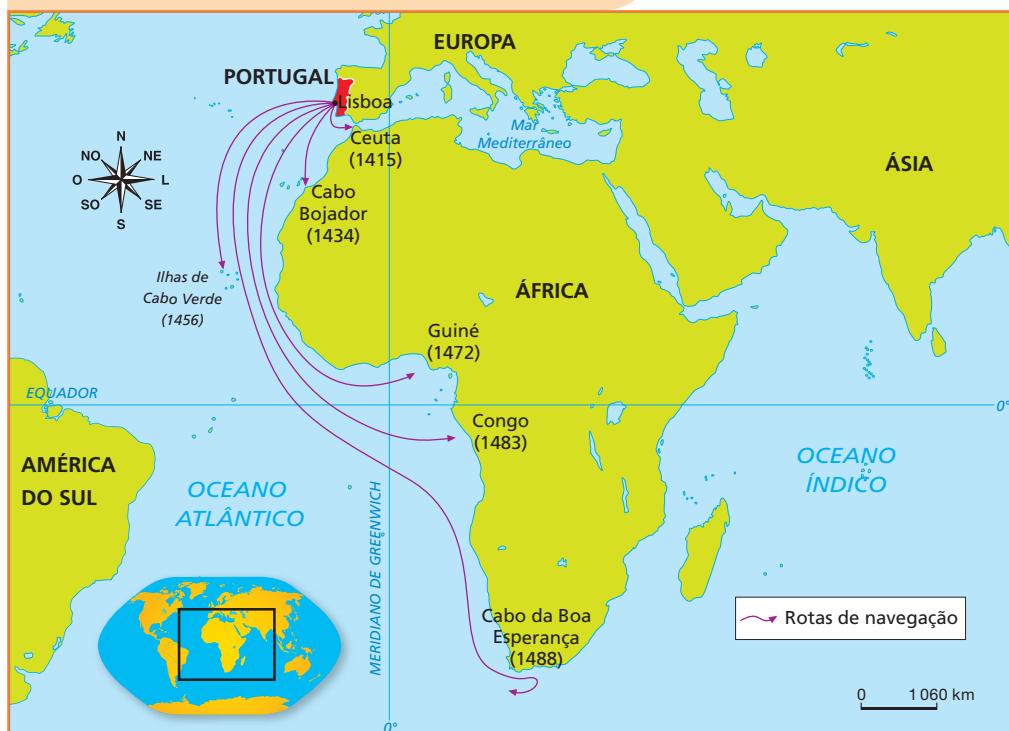 EUROPA
PORTUGAL
Lisboa
Mar
Mediterrâneo
Ceuta
(1415)
ÁSIA
N
NO
NE
O
L
SO
SE
S
Cabo
Bojador
(1434)
Ilhas de
Cabo Verde
(1456)
ÁFRICA
Guiné
(1472)
EQUADOR
0°
Congo
(1483)
AMÉRICA
DO SUL
OCEANO
ATLÂNTICO
OCEANO
ÍNDICO
MERIDIANO DE GREENWICH
Cabo da Boa
Esperança
(1488)
Rotas de navegação
0 1 060 km
0°